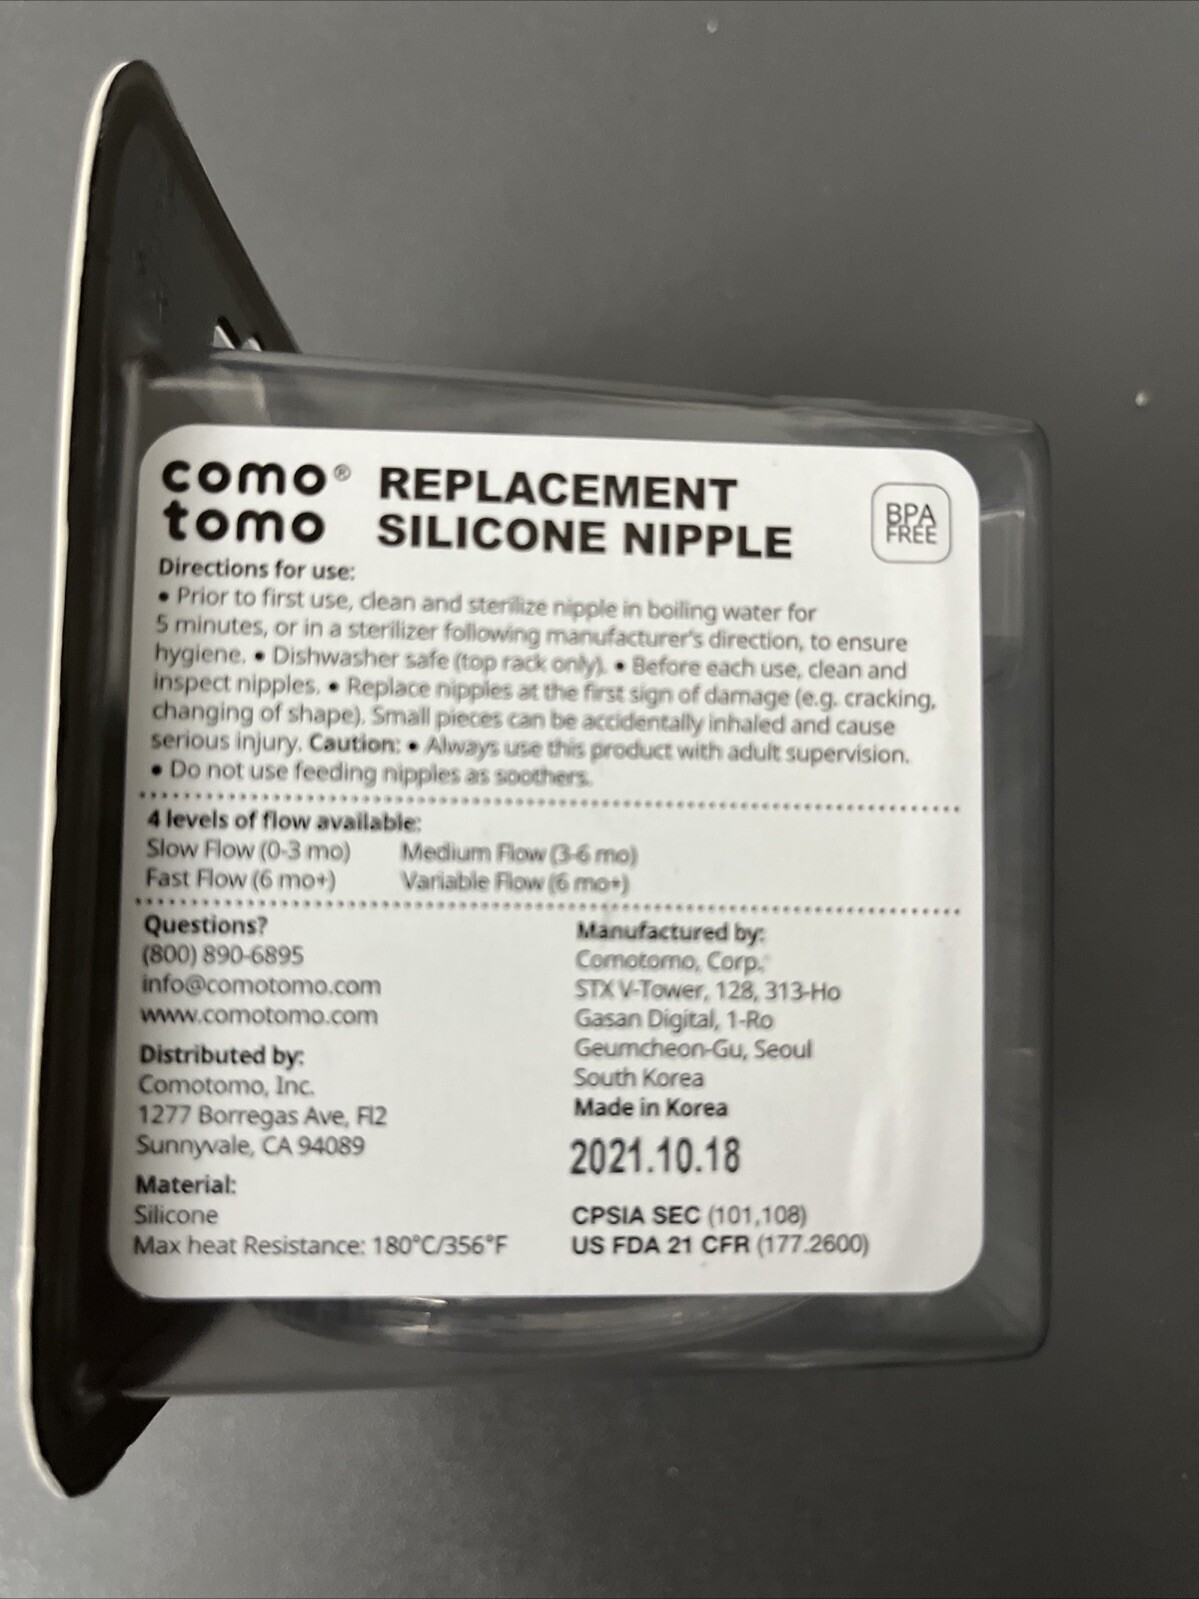 como® REPLACEMENT
tomo SILICONE NIPPLE
BPA
FREE
Directions for use:
• Prior to first use, clean and sterilize nipple in boiling water for
5 minutes, or in a sterilizer following manufacturer's direction, to ensure
hygiene. • Dishwasher safe (top rack only). • Before each use, clean and
inspect nipples. • Replace nipples at the first sign of damage (e.g. cracking,
changing of shape). Small pieces can be accidentally inhaled and cause
serious injury. Caution: • Always use this product with adult supervision.
• Do not use feeding nipples as soothers.
4 levels of flow available:
Slow Flow (0-3 mo) Medium Flow (3-6 mo)
Fast Flow (6 mo+) Variable Flow (6 mo+)
Questions?
(800) 890-6895
info@comotomo.com
www.comotomo.com
Distributed by:
Comotomo, Inc.
1277 Borregas Ave, Fl2
Sunnyvale, CA 94089
Material:
Silicone
Max heat Resistance: 180°C/356°F
Manufactured by:
Comotomo, Corp.
STX V-Tower, 128, 313-Ho
Gasan Digital, 1-Ro
Geumcheon-Gu, Seoul
South Korea
Made in Korea
2021.10.18
CPSIA SEC (101,108)
US FDA 21 CFR (177.2600)